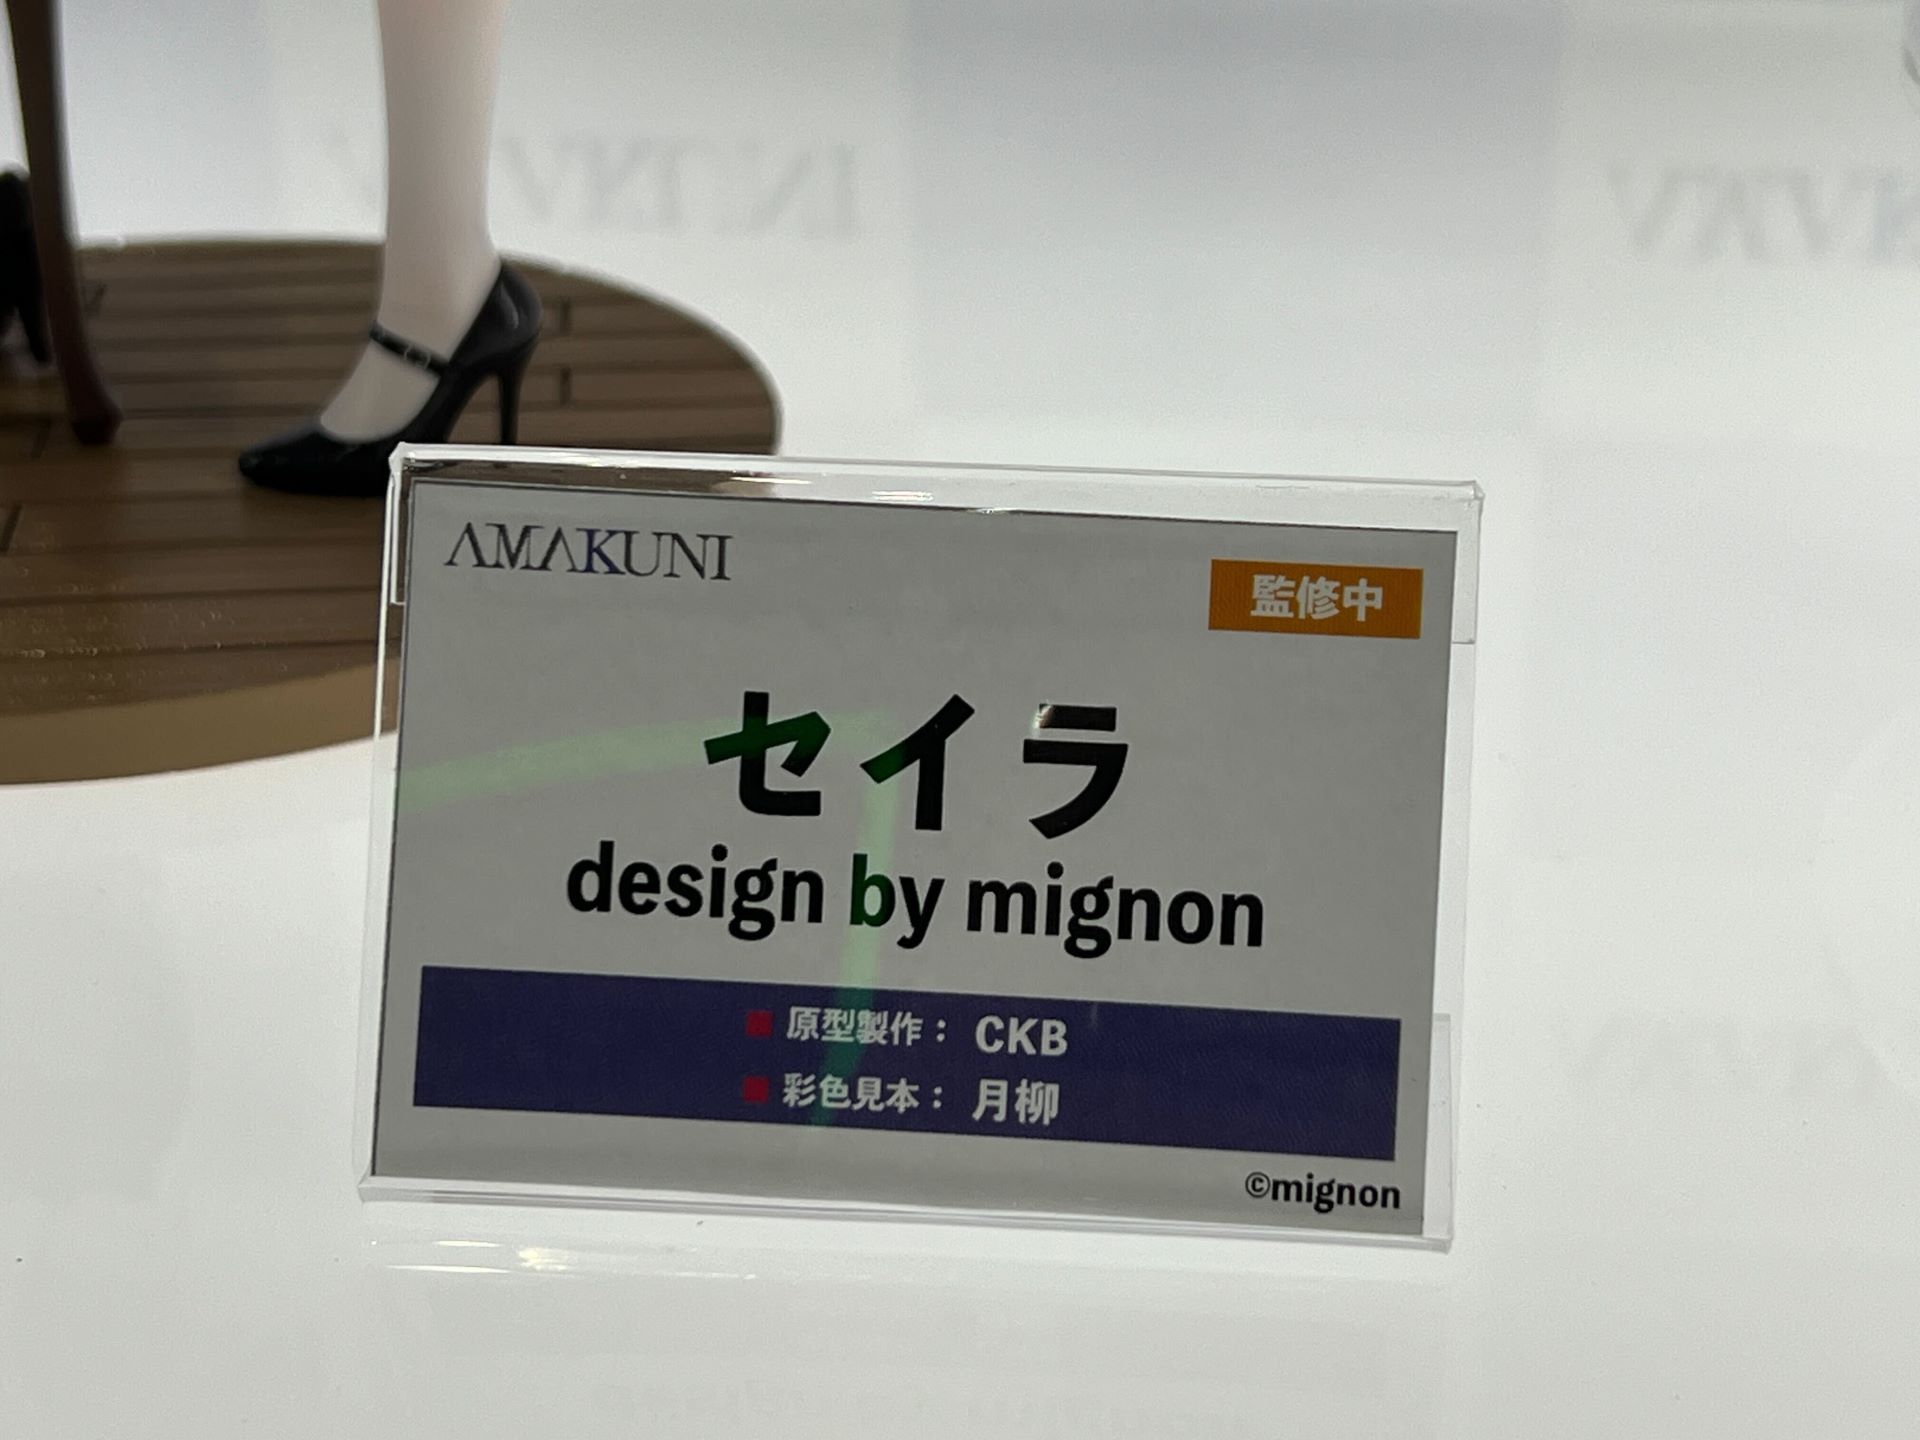 AMAKUNI
監修中
セイラ
design by mignon
■ 原型製作： CKB
■ 彩色見本： 月柳
©mignon